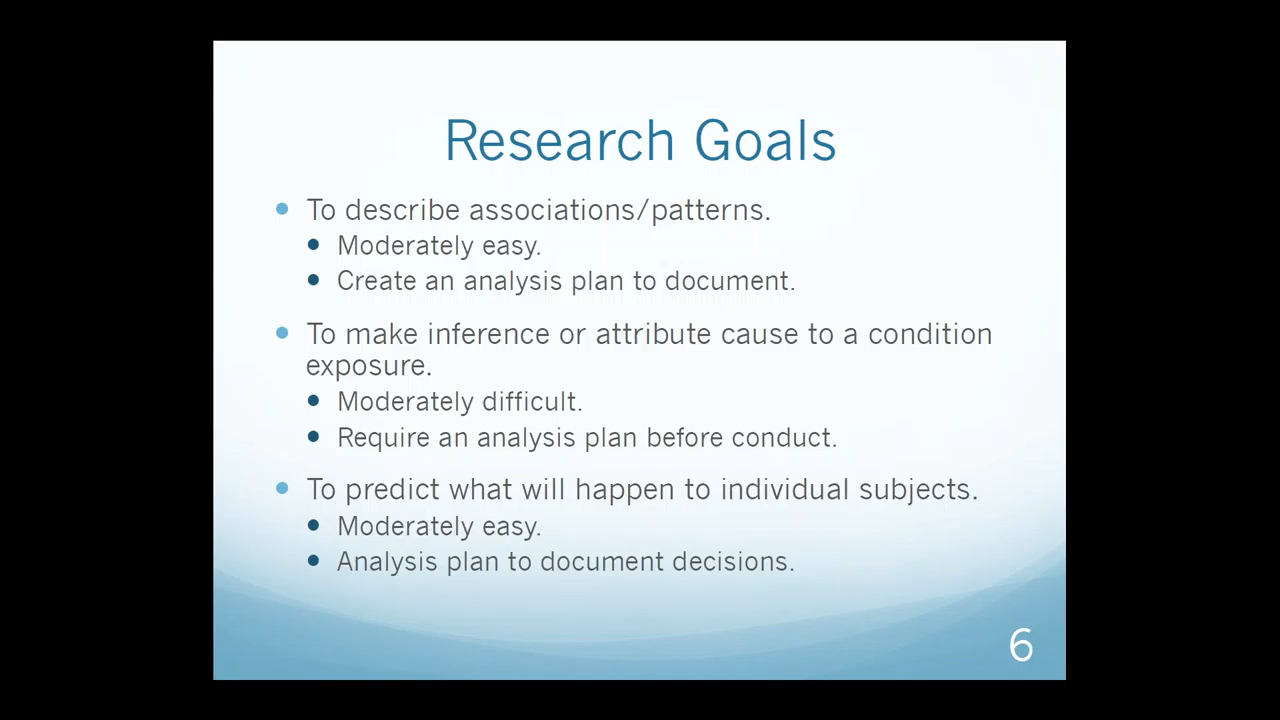 Research Goals
To describe associations/patterns.
Moderately easy.
Create an analysis plan to document.
To make inference or attribute cause to a condition
exposure.
Moderately difficult.
Require an analysis plan before conduct.
To predict what will happen to individual subjects.
Moderately easy.
Analysis plan to document decisions.
6